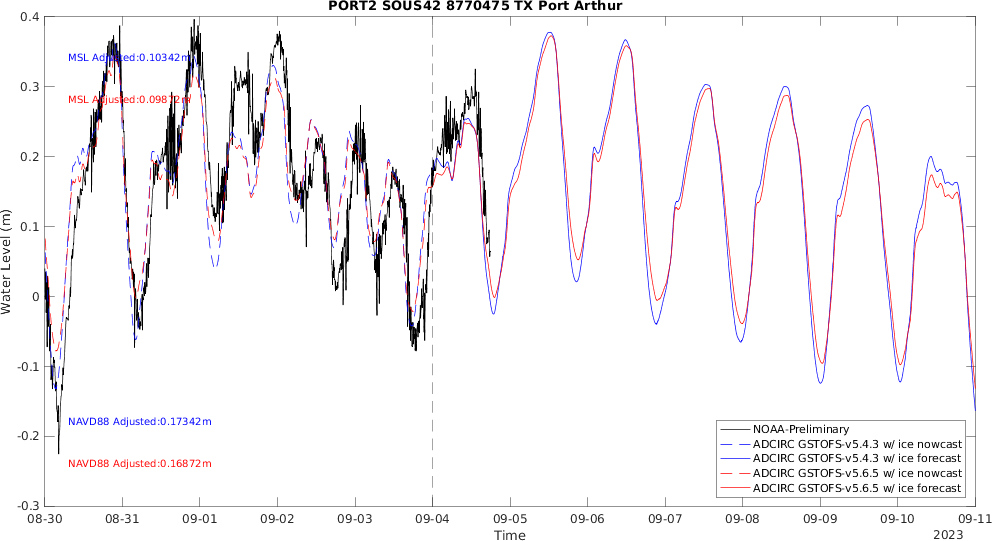 PORT2 SOUS42 8770475 TX Port Arthur
Water Level (m)
0.4
0.3
0.2
0.1
0
-0.1
-0.2
-0.3
MSL Adjusted:0.10342m
MSL Adjusted:0.09872m
NAVD88 Adjusted:0.17342m
NAVD88 Adjusted:0.16872m
NOAA-Preliminary
ADCIRC GSTOFS-v5.4.3 w/ ice nowcast
ADCIRC GSTOFS-v5.4.3 w/ ice forecast
ADCIRC GSTOFS-v5.6.5 w/ ice nowcast
ADCIRC GSTOFS-v5.6.5 w/ ice forecast
08-30 08-31 09-01 09-02 09-03 09-04 09-05 09-06 09-07 09-08 09-09 09-10 09-11
Time
2023